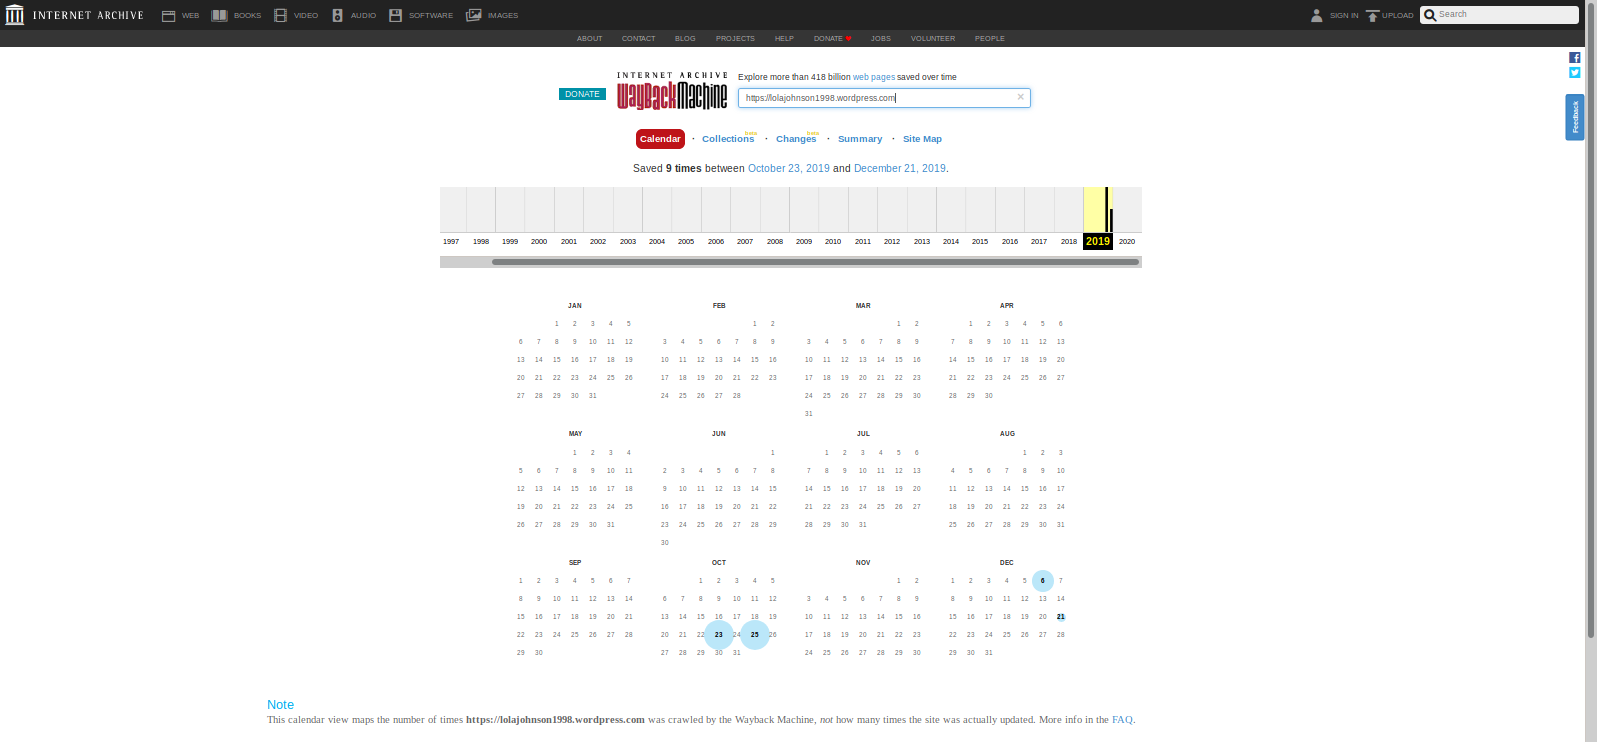 INTERNET ARCHIVE WEB BOOKS VIDEO AUDIO SOFTWARE IMAGES SIGN IN UPLOAD Search
ABOUT CONTACT BLOG PROJECTS HELP DONATE JOBS VOLUNTEER PEOPLE
Feedback
DONATE
INTERNET ARCHIVE
WayBackMachine
Explore more than 418 billion web pages saved over time
https://lolajohnson1998.wordpress.com ×
Calendar · Collections beta · Changes beta · Summary · Site Map
Saved 9 times between October 23, 2019 and December 21, 2019.
1997 1998 1999 2000 2001 2002 2003 2004 2005 2006 2007 2008 2009 2010 2011 2012 2013 2014 2015 2016 2017 2018 2019 2020
JAN FEB MAR APR
1 2 3 4 5 1 2 1 2 1 2 3 4 5 6
6 7 8 9 10 11 12 3 4 5 6 7 8 9 3 4 5 6 7 8 9 7 8 9 10 11 12 13
13 14 15 16 17 18 19 10 11 12 13 14 15 16 10 11 12 13 14 15 16 14 15 16 17 18 19 20
20 21 22 23 24 25 26 17 18 19 20 21 22 23 17 18 19 20 21 22 23 21 22 23 24 25 26 27
27 28 29 30 31 24 25 26 27 28 24 25 26 27 28 29 30 28 29 30
31
MAY JUN JUL AUG
1 2 3 4 1 1 2 3 4 5 6 1 2 3
5 6 7 8 9 10 11 2 3 4 5 6 7 8 7 8 9 10 11 12 13 4 5 6 7 8 9 10
12 13 14 15 16 17 18 9 10 11 12 13 14 15 14 15 16 17 18 19 20 11 12 13 14 15 16 17
19 20 21 22 23 24 25 16 17 18 19 20 21 22 21 22 23 24 25 26 27 18 19 20 21 22 23 24
26 27 28 29 30 31 23 24 25 26 27 28 29 28 29 30 31 25 26 27 28 29 30 31
30
SEP OCT NOV DEC
1 2 3 4 5 6 7 1 2 3 4 5 1 2 1 2 3 4 5 6 7
8 9 10 11 12 13 14 6 7 8 9 10 11 12 3 4 5 6 7 8 9 8 9 10 11 12 13 14
15 16 17 18 19 20 21 13 14 15 16 17 18 19 10 11 12 13 14 15 16 15 16 17 18 19 20 21
22 23 24 25 26 27 28 20 21 22 23 24 25 26 17 18 19 20 21 22 23 22 23 24 25 26 27 28
29 30 27 28 29 30 31 24 25 26 27 28 29 30 29 30 31
Note
This calendar view maps the number of times https://lolajohnson1998.wordpress.com was crawled by the Wayback Machine, not how many times the site was actually updated. More info in the FAQ.